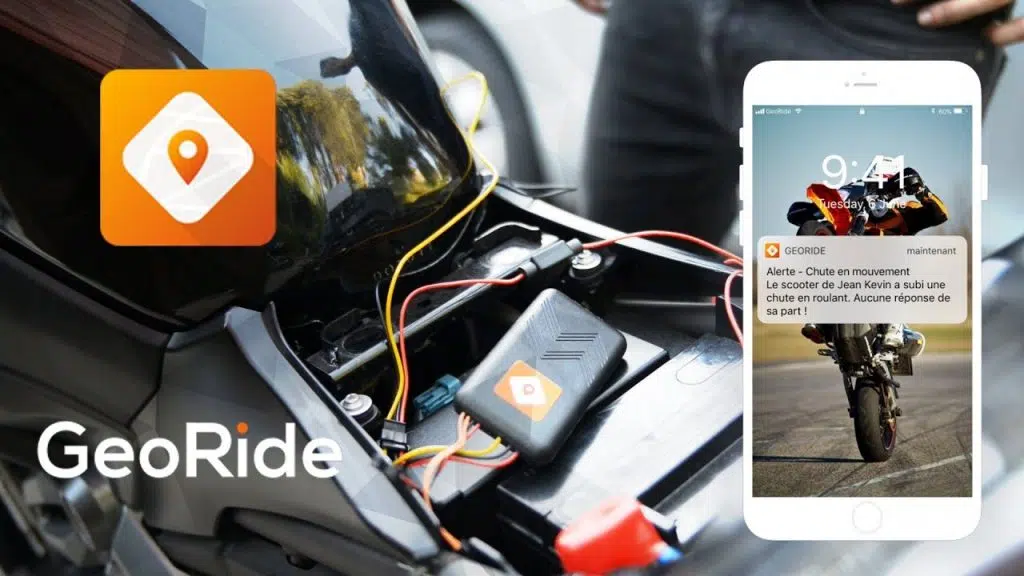 GeoRide
GeoRide
60%
9:41
Tuesday, 6 June
GEORIDE
maintenant
Alerte - Chute en mouvement
Le scooter de Jean Kevin a subi une
chute en roulant. Aucune réponse de
sa part !